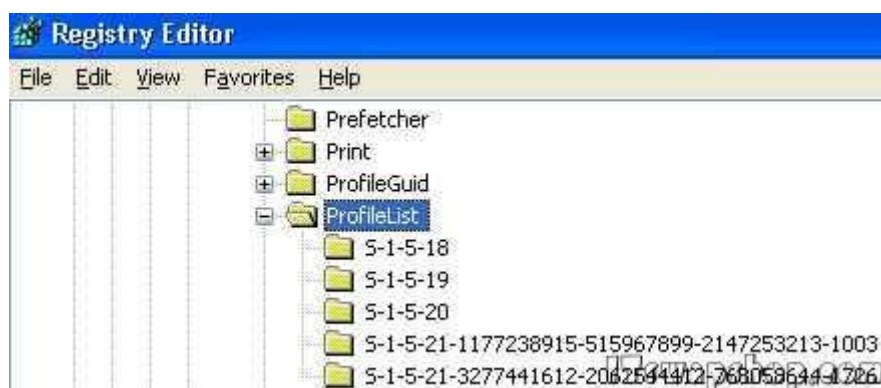 Registry Editor
File Edit View Favorites Help
Prefetcher
Print
ProfileGuid
ProfileList
S-1-5-18
S-1-5-19
S-1-5-20
S-1-5-21-1177238915-515967899-2147253213-1003